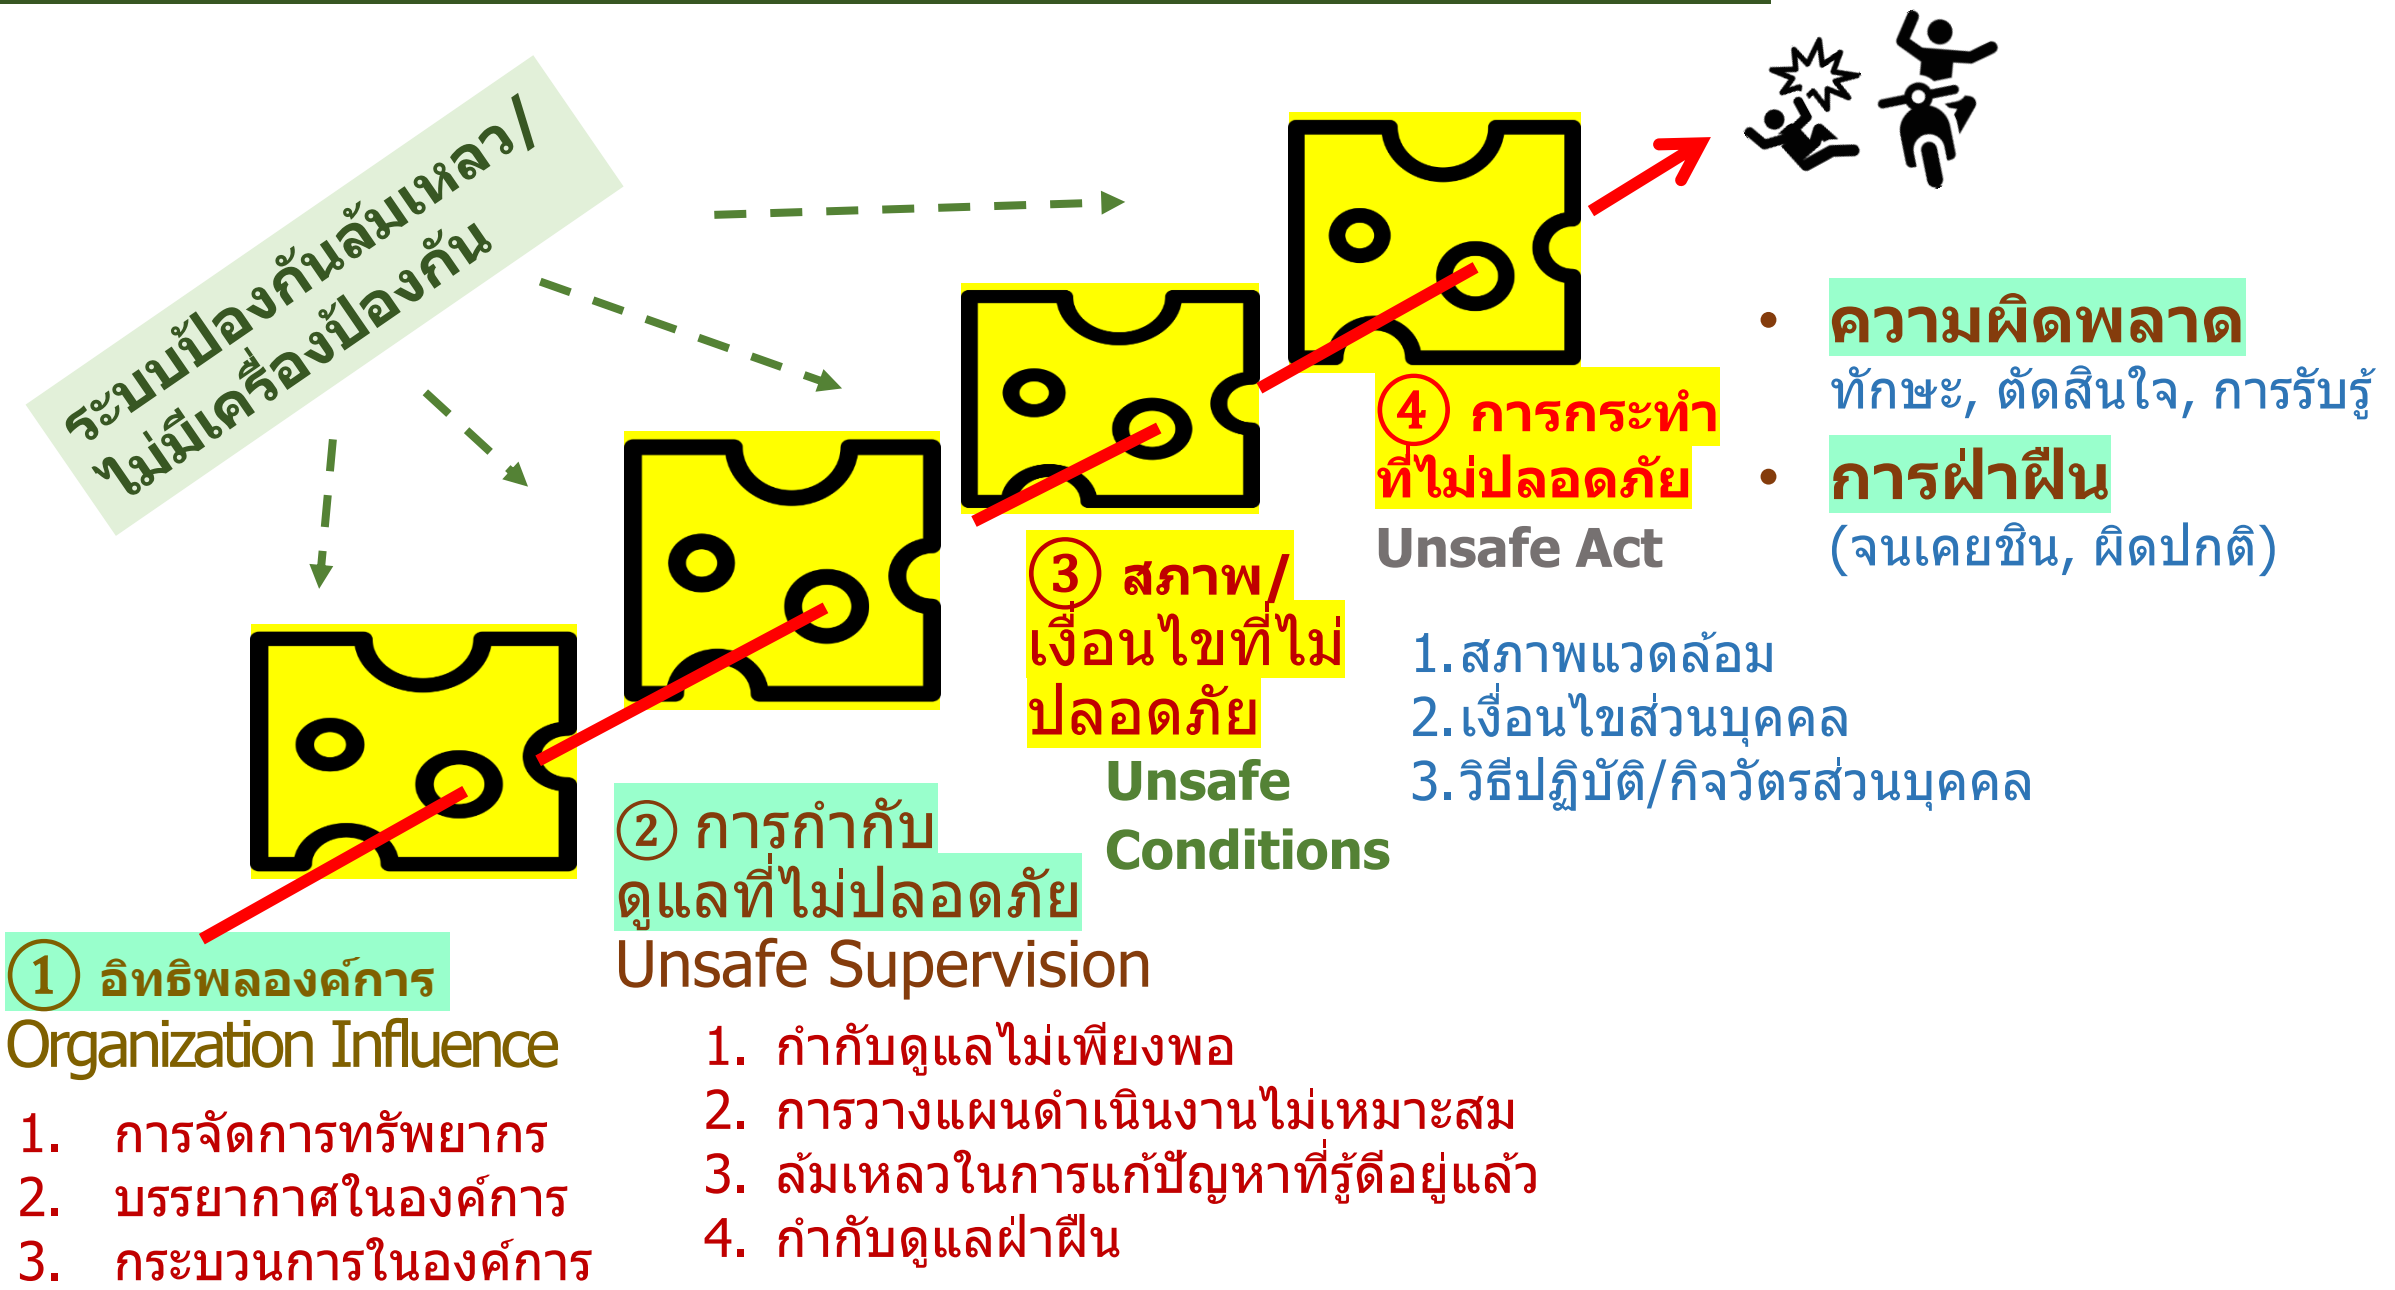 ระบบป้องกันล้มเหลว/
ไม่มีเครื่องป้องกัน
① อิทธิพลองค์การ
Organization Influence
1. การจัดการทรัพยากร
2. บรรยากาศในองค์การ
3. กระบวนการในองค์การ
② การกำกับ
ดูแลที่ไม่ปลอดภัย
Unsafe Supervision
1. กำกับดูแลไม่เพียงพอ
2. การวางแผนดำเนินงานไม่เหมาะสม
3. ล้มเหลวในการแก้ปัญหาที่รู้ดีอยู่แล้ว
4. กำกับดูแลฝ่าฝืน
③ สภาพ/
เงื่อนไขที่ไม่
ปลอดภัย
Unsafe
Conditions
1. สภาพแวดล้อม
2. เงื่อนไขส่วนบุคคล
3. วิธีปฏิบัติ/กิจวัตรส่วนบุคคล
④ การกระทำ
ที่ไม่ปลอดภัย
Unsafe Act
• ความผิดพลาด
ทักษะ, ตัดสินใจ, การรับรู้
• การฝ่าฝืน
(จนเคยชิน, ผิดปกติ)